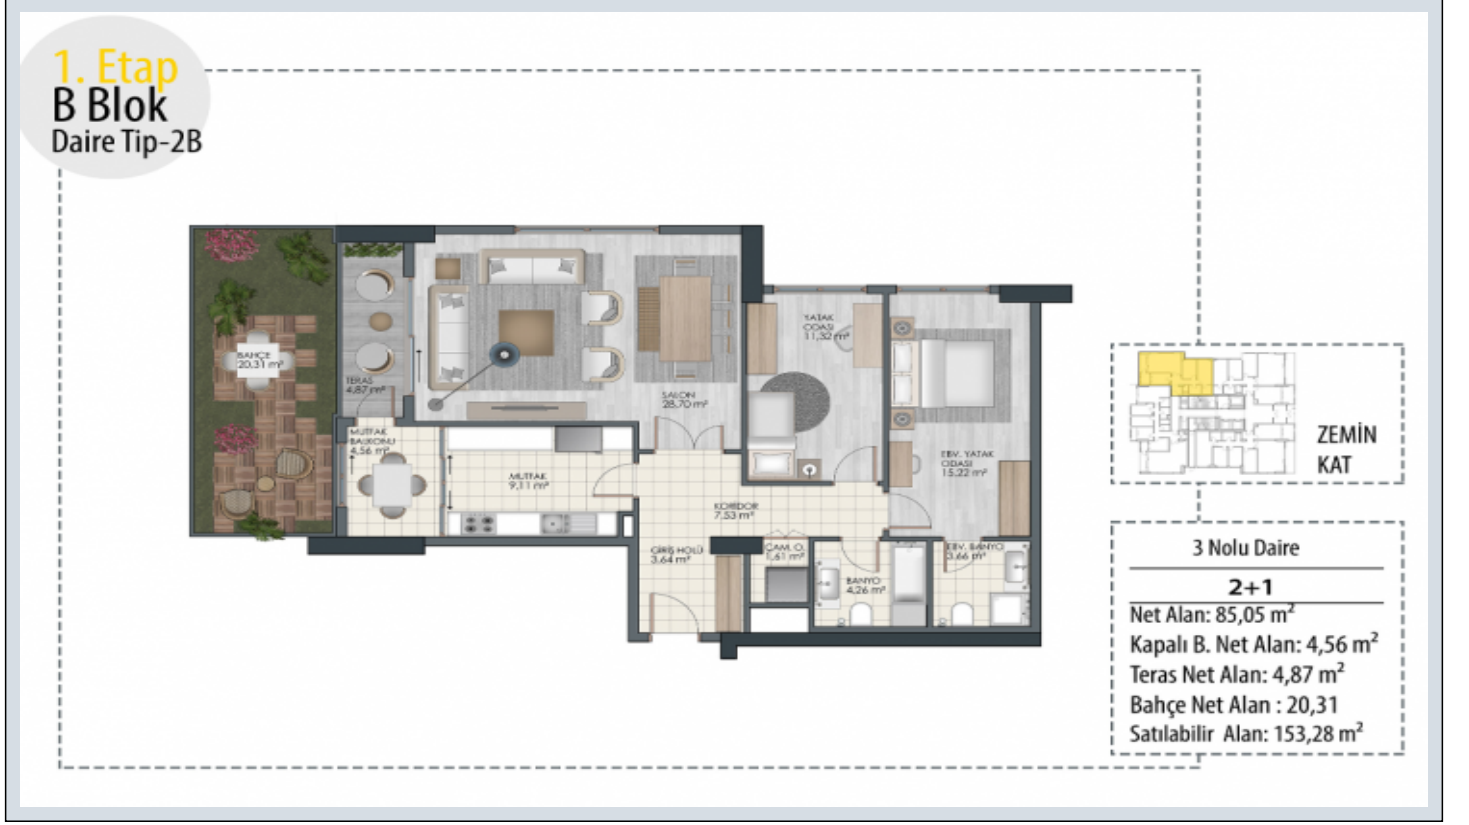 1. Etap
B Blok
Daire Tip-2B
BAHÇE
20,31 m²
TERAS
4,87 m²
MUTFAK
BALKONU
4,56 m²
MUTFAK
9,11 m²
SALON
28,70 m²
YATAK
ODASI
11,32 m²
EBV. YATAK
ODASI
15,22 m²
KORİDOR
7,53 m²
GİRİŞ HOLÜ
3,64 m²
ÇAM. O.
1,61 m²
BANYO
4,26 m²
EBV. BANYO
3,66 m²
ZEMİN
KAT
3 Nolu Daire
2+1
Net Alan: 85,05 m²
Kapalı B. Net Alan: 4,56 m²
Teras Net Alan: 4,87 m²
Bahçe Net Alan : 20,31
Satılabilir Alan: 153,28 m²